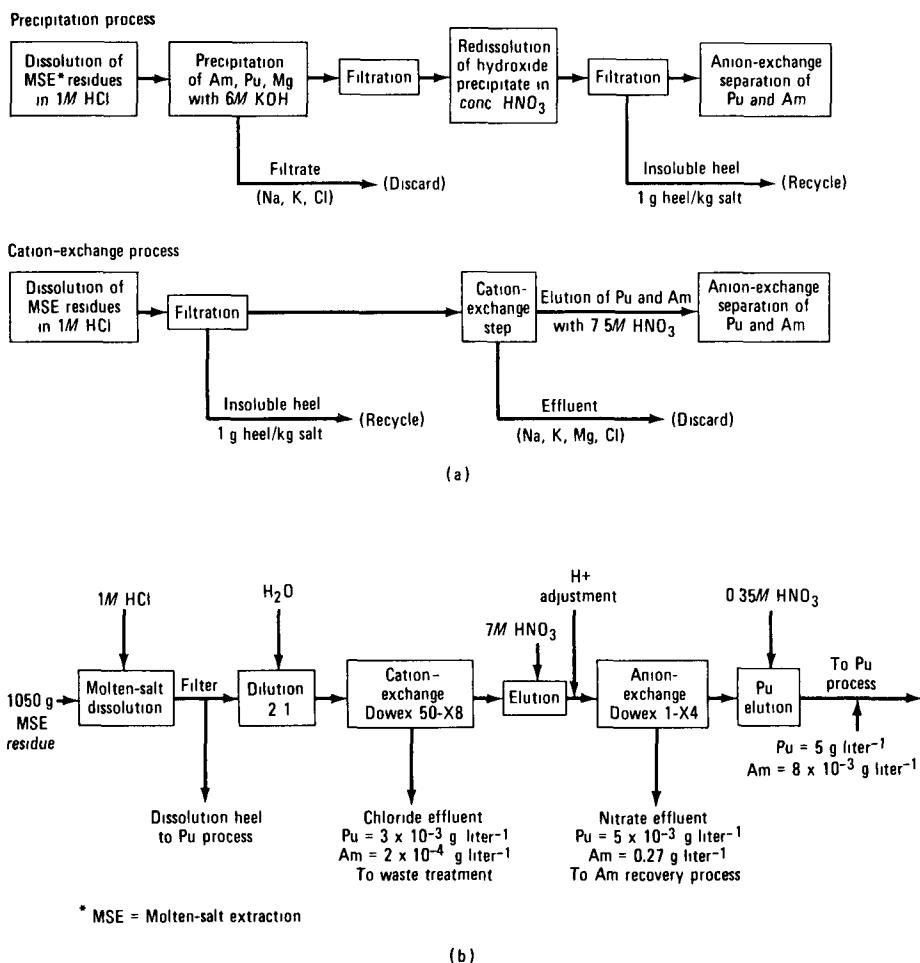 Precipitation process
Dissolution of
MSE* residues
in 1M HCl
Precipitation
of Am, Pu, Mg
with 6M KOH
Filtration
Redissolution
of hydroxide
precipitate in
conc HNO3
Filtration
Anion-exchange
separation of
Pu and Am
Filtrate
(Na, K, Cl)
(Discard)
Insoluble heel
1 g heel/kg salt
(Recycle)
Cation-exchange process
Dissolution of
MSE residues
in 1M HCl
Filtration
Cation-
exchange
step
Elution of Pu and Am
with 7 5M HNO3
Anion-exchange
separation of
Pu and Am
Insoluble heel
1 g heel/kg salt
(Recycle)
Effluent
(Na, K, Mg, Cl)
(Discard)
(a)
1M HCl
H2O
7M HNO3
H+
adjustment
0 35M HNO3
1050 g
MSE
residue
Molten-salt
dissolution
Filter
Dilution
2 1
Cation-
exchange
Dowex 50-X8
Elution
Anion-
exchange
Dowex 1-X4
Pu
elution
To Pu
process
Pu = 5 g liter-1
Am = 8 x 10-3 g liter-1
Dissolution heel
to Pu process
Chloride effluent
Pu = 3 x 10-3 g liter-1
Am = 2 x 10-4 g liter-1
To waste treatment
Nitrate effluent
Pu = 5 x 10-3 g liter-1
Am = 0.27 g liter-1
To Am recovery process
* MSE = Molten-salt extraction
(b)